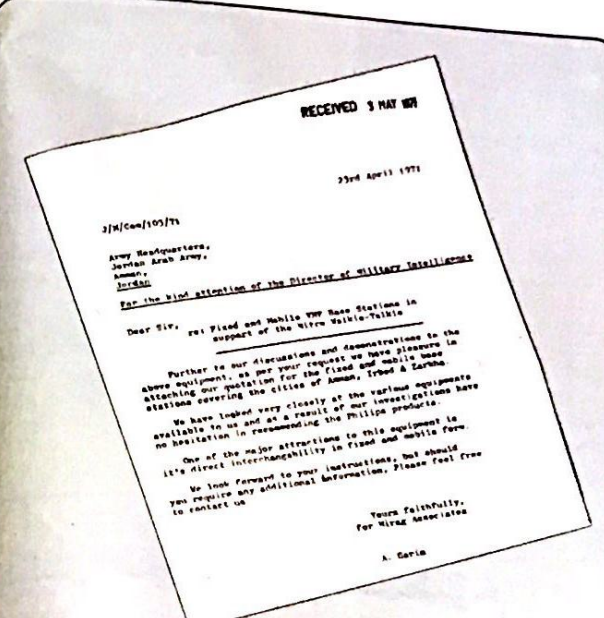 RECEIVED 3 MAY 1971
23rd April 1971
J/M/Com/105/71
Army Headquarters,
Jordan Arab Army,
Amman,
Jordan
For the kind attention of the Director of Military Intelligence
Dear Sir,
re: Fixed and Mobile VHF Base Stations in
support of the Mitre Walkie-Talkie
Further to our discussions and demonstrations to the
above equipment, as per your request we have pleasure in
attaching our quotation for the fixed and mobile base
stations covering the cities of Amman, Irbed & Zarkha.
We have looked very closely at the various equipments
available to us and as a result of our investigations have
no hesitation in recommending the Philips products.
One of the major attractions to this equipment is
it's direct interchangability in fixed and mobile form.
We look forward to your instructions, but should
you require any additional information, Please feel free
to contact us
Yours faithfully,
for Mirag Associates
A.